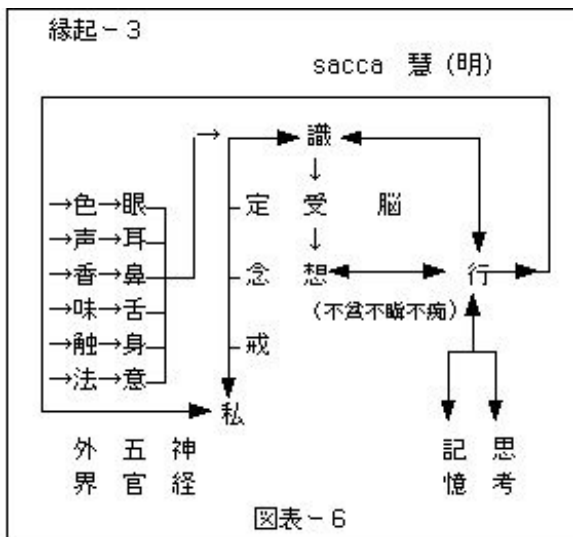 縁起－3
sacca 慧 (明)
→ 識
↓
→色→眼 定 受 脳
→声→耳 ↓
→香→鼻 念 想 行
→味→舌 (不貧不瞋不痴)
→触→身 戒
→法→意
私
外界 五官 神経 記憶 思考
図表－6